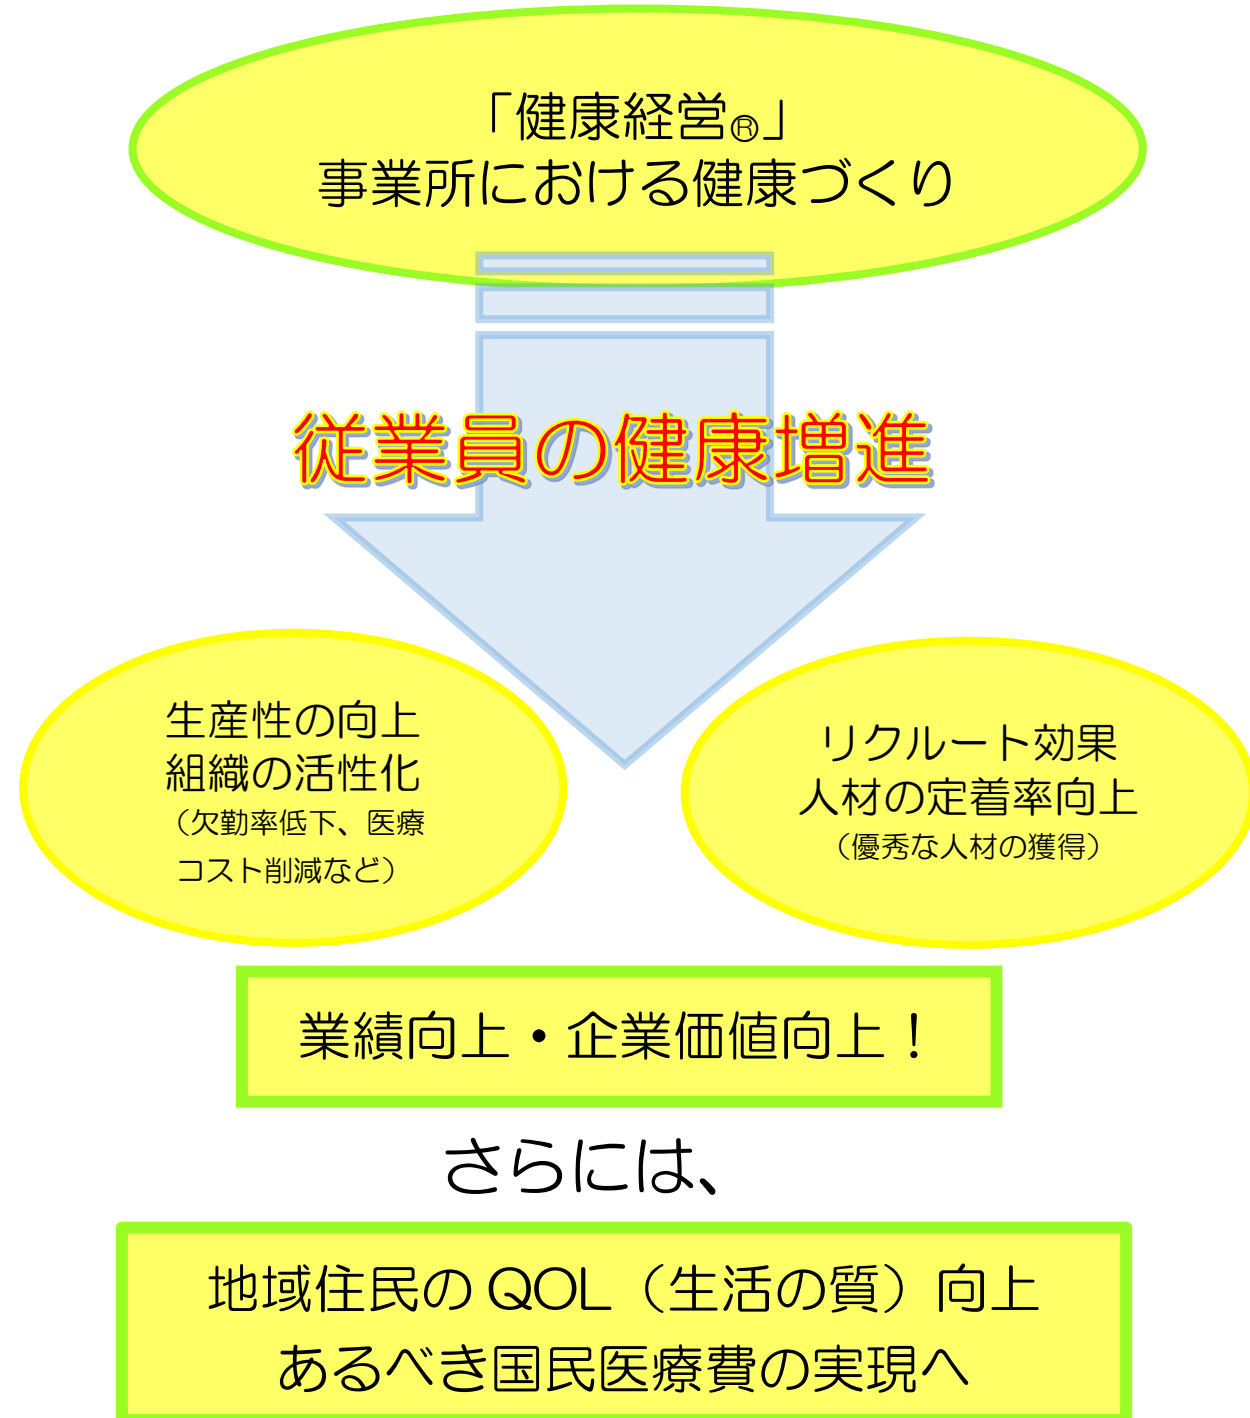 「健康経営®」
事業所における健康づくり
従業員の健康増進
生産性の向上
組織の活性化
（欠勤率低下、医療
コスト削減など）
リクルート効果
人材の定着率向上
（優秀な人材の獲得）
業績向上・企業価値向上！
さらには、
地域住民の QOL（生活の質）向上
あるべき国民医療費の実現へ